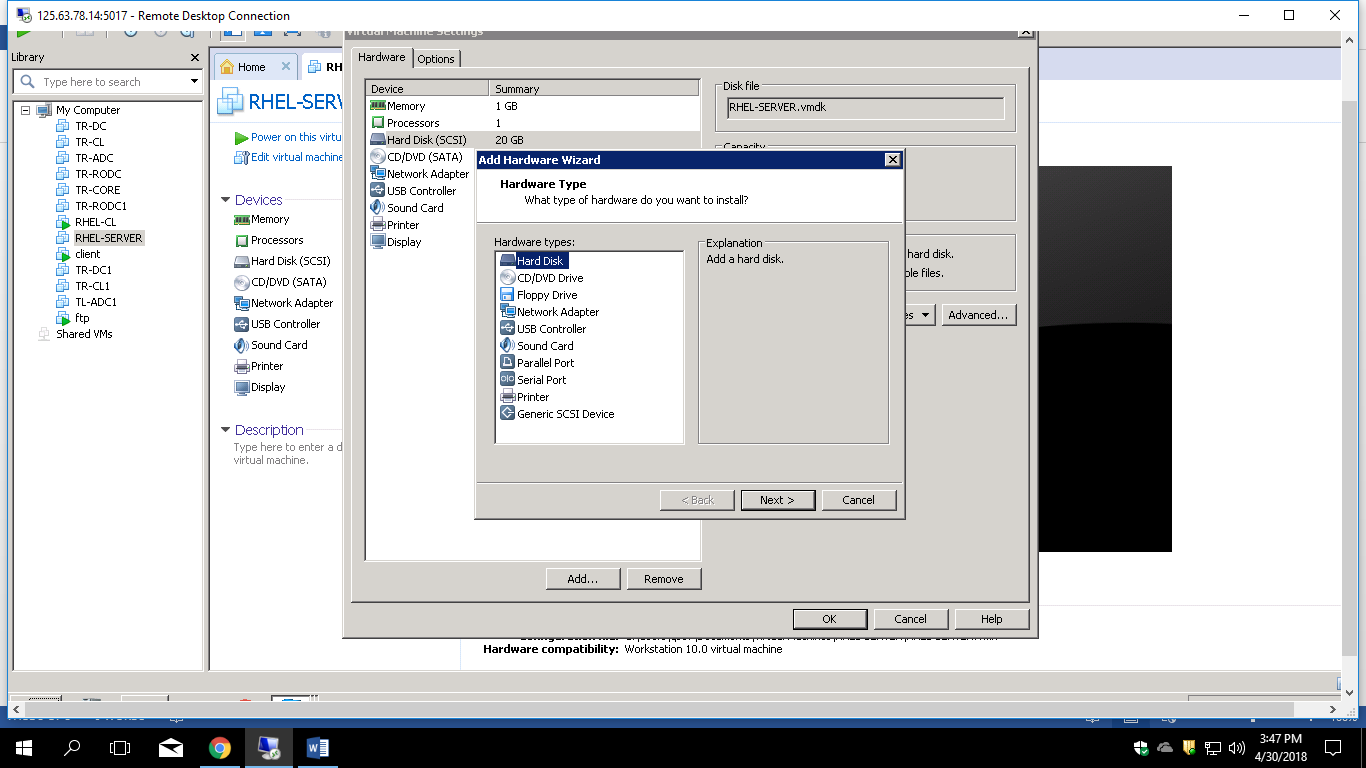 125.63.78.14:5017 - Remote Desktop Connection
Virtual Machine Settings
Library
Type here to search
My Computer
TR-DC
TR-CL
TR-ADC
TR-RODC
TR-CORE
TR-RODC1
RHEL-CL
RHEL-SERVER
client
TR-DC1
TR-CL1
TL-ADC1
ftp
Shared VMs
Home
RH
RHEL-SERV
Power on this virtu
Edit virtual machine
Devices
Memory
Processors
Hard Disk (SCSI)
CD/DVD (SATA)
Network Adapter
USB Controller
Sound Card
Printer
Display
Description
Type here to enter a d
virtual machine.
Hardware
Options
Device Summary
Memory 1 GB
Processors 1
Hard Disk (SCSI) 20 GB
CD/DVD (SATA)
Network Adapter
USB Controller
Sound Card
Printer
Display
Disk file
RHEL-SERVER.vmdk
Capacity
hard disk.
ple files.
es
Advanced...
Add Hardware Wizard
Hardware Type
What type of hardware do you want to install?
Hardware types:
Hard Disk
CD/DVD Drive
Floppy Drive
Network Adapter
USB Controller
Sound Card
Parallel Port
Serial Port
Printer
Generic SCSI Device
Explanation
Add a hard disk.
< Back
Next >
Cancel
Add...
Remove
OK
Cancel
Help
Hardware compatibility: Workstation 10.0 virtual machine
3:47 PM
4/30/2018